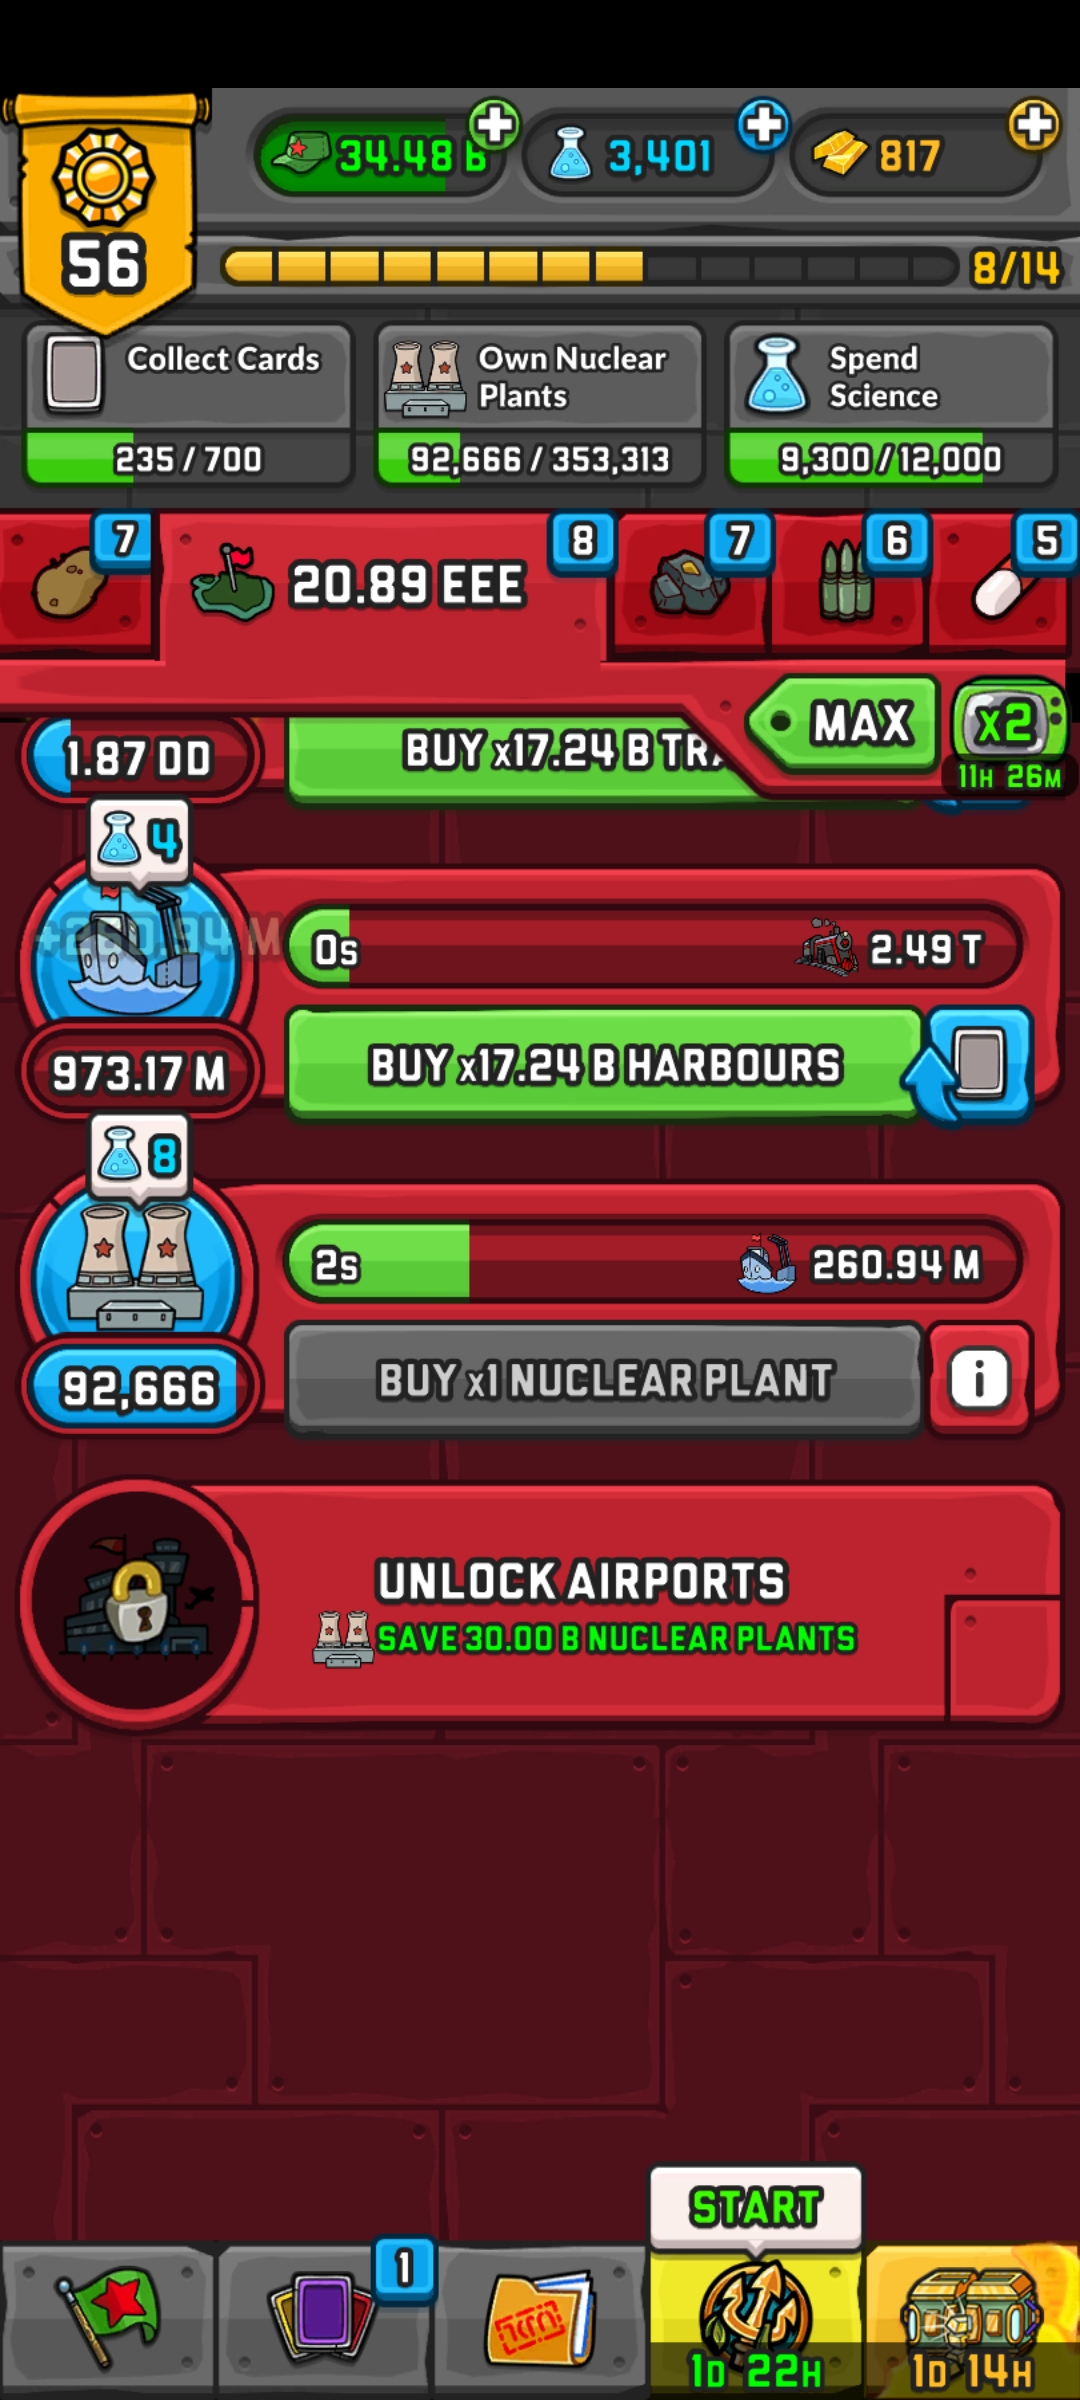 34.48 B
3,401
817
56
8/14
Collect Cards
235 / 700
Own Nuclear
Plants
92,666 / 353,313
Spend
Science
9,300 / 12,000
7
20.89 EEE
8
7
6
5
MAX
x2
11H 26M
1.87 DD
BUY x17.24 B TRA
4
+260.94 M
0s
2.49 T
973.17 M
BUY x17.24 B HARBOURS
8
2s
260.94 M
92,666
BUY x1 NUCLEAR PLANT
i
UNLOCK AIRPORTS
SAVE 30.00 B NUCLEAR PLANTS
START
1
1D 22H
1D 14H